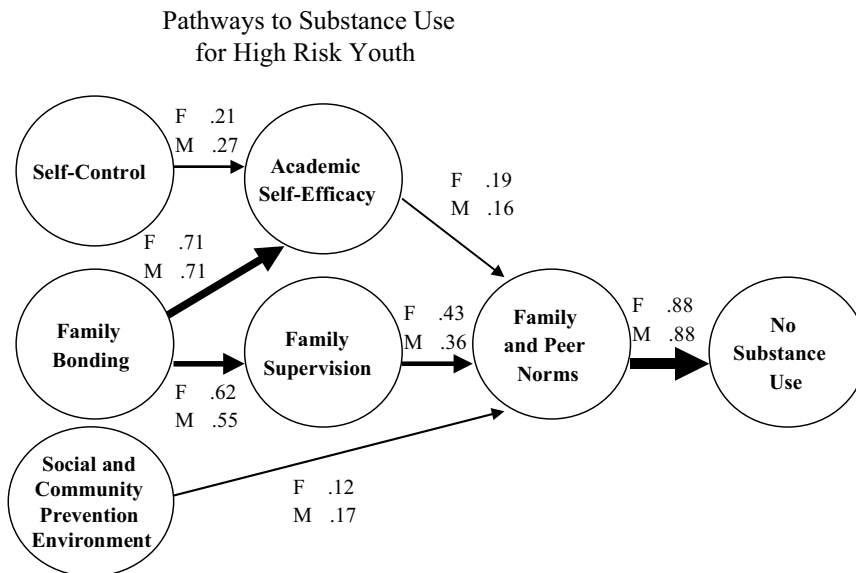 Pathways to Substance Use
for High Risk Youth
F .21
M .27
Self-Control
Academic
Self-Efficacy
F .19
M .16
F .71
M .71
Family
Bonding
F .62
M .55
Family
Supervision
F .43
M .36
Family
and Peer
Norms
F .88
M .88
No
Substance
Use
Social and
Community
Prevention
Environment
F .12
M .17